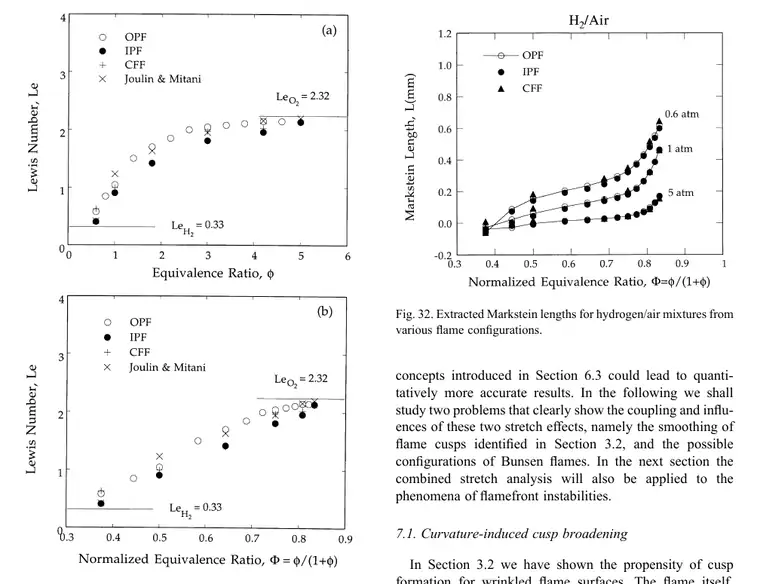 4
3
2
1
0
Lewis Number, Le
(a)
OPF
IPF
CFF
Joulin & Mitani
LeO2 = 2.32
LeH2 = 0.33
0 1 2 3 4 5 6
Equivalence Ratio, ϕ
4
3
2
1
0
Lewis Number, Le
(b)
OPF
IPF
CFF
Joulin & Mitani
LeO2 = 2.32
LeH2 = 0.33
0.3 0.4 0.5 0.6 0.7 0.8 0.9
Normalized Equivalence Ratio, Φ = ϕ/(1+ϕ)
H2/Air
1.2
1.0
0.8
0.6
0.4
0.2
0.0
-0.2
Markstein Length, L(mm)
OPF
IPF
CFF
0.6 atm
1 atm
5 atm
0.3 0.4 0.5 0.6 0.7 0.8 0.9 1
Normalized Equivalence Ratio, Φ=ϕ/(1+ϕ)
Fig. 32. Extracted Markstein lengths for hydrogen/air mixtures from
various flame configurations.
concepts introduced in Section 6.3 could lead to quanti-
tatively more accurate results. In the following we shall
study two problems that clearly show the coupling and influ-
ences of these two stretch effects, namely the smoothing of
flame cusps identified in Section 3.2, and the possible
configurations of Bunsen flames. In the next section the
combined stretch analysis will also be applied to the
phenomena of flamefront instabilities.
7.1. Curvature-induced cusp broadening
In Section 3.2 we have shown the propensity of cusp
formation for wrinkled flame surfaces. The flame itself,